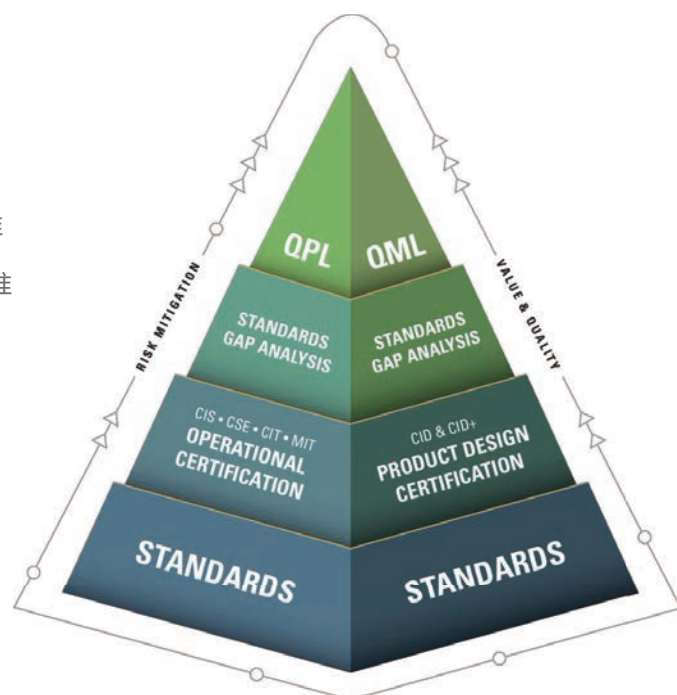 QPL QML
RISK MITIGATION
VALUE & QUALITY
STANDARDS
GAP ANALYSIS
STANDARDS
GAP ANALYSIS
CIS • CSE • CIT • MIT
OPERATIONAL
CERTIFICATION
CID & CID+
PRODUCT DESIGN
CERTIFICATION
STANDARDS
STANDARDS